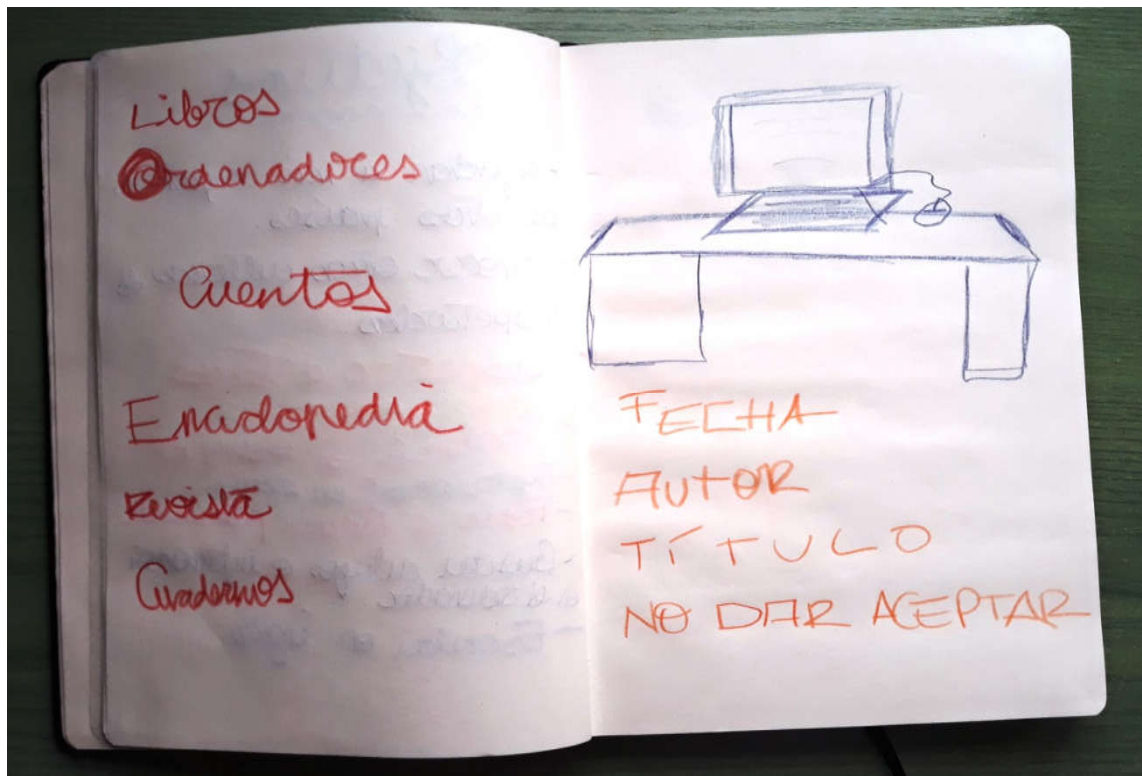 Libros
Ordenadores
Cuentos
Enciclopedia
Revista
Cuadernos
FECHA
AUTOR
TÍTULO
NO DAR ACEPTAR